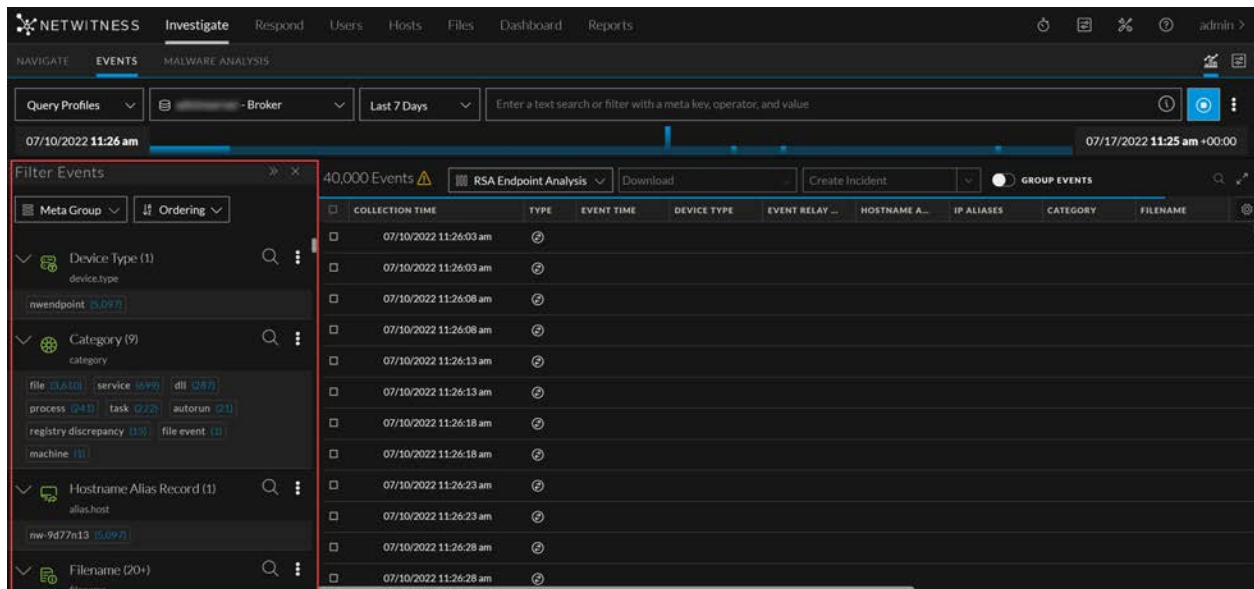 NETWITNESS Investigate Respond Users Hosts Files Dashboard Reports admin >
NAVIGATE EVENTS MALWARE ANALYSIS
Query Profiles - Broker Last 7 Days Enter a text search or filter with a meta key, operator, and value
07/10/2022 11:26 am 07/17/2022 11:25 am +00:00
Filter Events
Meta Group Ordering
Device Type (1)
device.type
nwendpoint (5,097)
Category (9)
category
file (3,610) service (699) dll (287)
process (241) task (222) autorun (21)
registry discrepancy (15) file event (1)
machine (1)
Hostname Alias Record (1)
alias.host
nw-9d77n13 (5,097)
Filename (20+)
filename
40,000 Events RSA Endpoint Analysis Download Create Incident GROUP EVENTS
COLLECTION TIME TYPE EVENT TIME DEVICE TYPE EVENT RELAY ... HOSTNAME A... IP ALIASES CATEGORY FILENAME
07/10/2022 11:26:03 am
07/10/2022 11:26:03 am
07/10/2022 11:26:08 am
07/10/2022 11:26:08 am
07/10/2022 11:26:13 am
07/10/2022 11:26:13 am
07/10/2022 11:26:18 am
07/10/2022 11:26:18 am
07/10/2022 11:26:23 am
07/10/2022 11:26:23 am
07/10/2022 11:26:28 am
07/10/2022 11:26:28 am